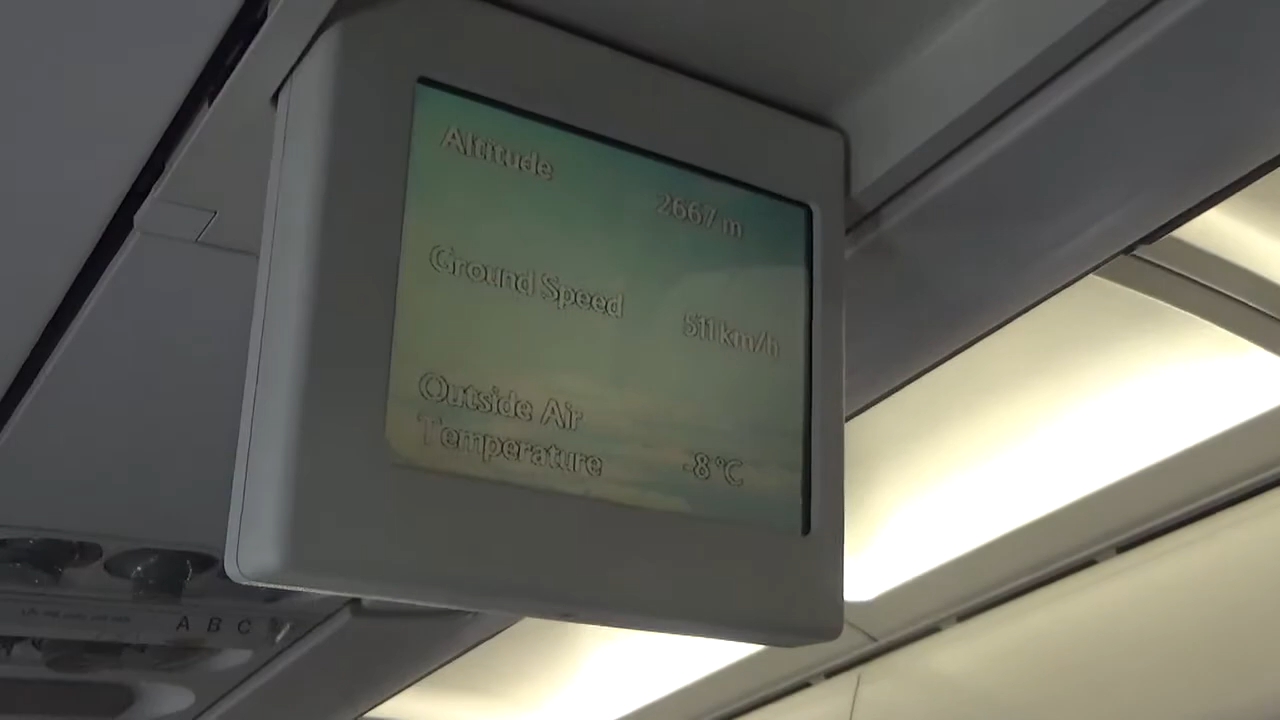 Altitude
2667 m
Ground Speed
511 km/h
Outside Air
Temperature
-8 °C
A B C